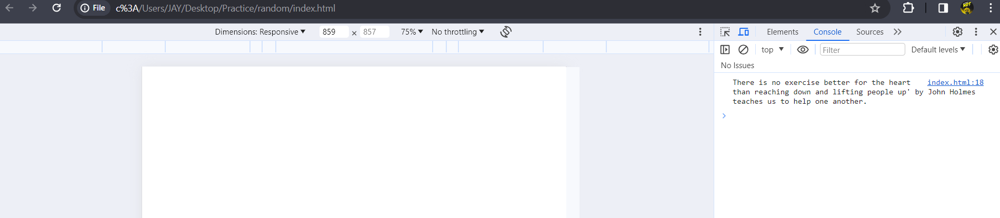 File c%3A/Users/JAY/Desktop/Practice/random/index.html
Dimensions: Responsive 859 × 857 75% No throttling
Elements Console Sources
top Filter Default levels
No Issues
There is no exercise better for the heart index.html:18
than reaching down and lifting people up' by John Holmes
teaches us to help one another.